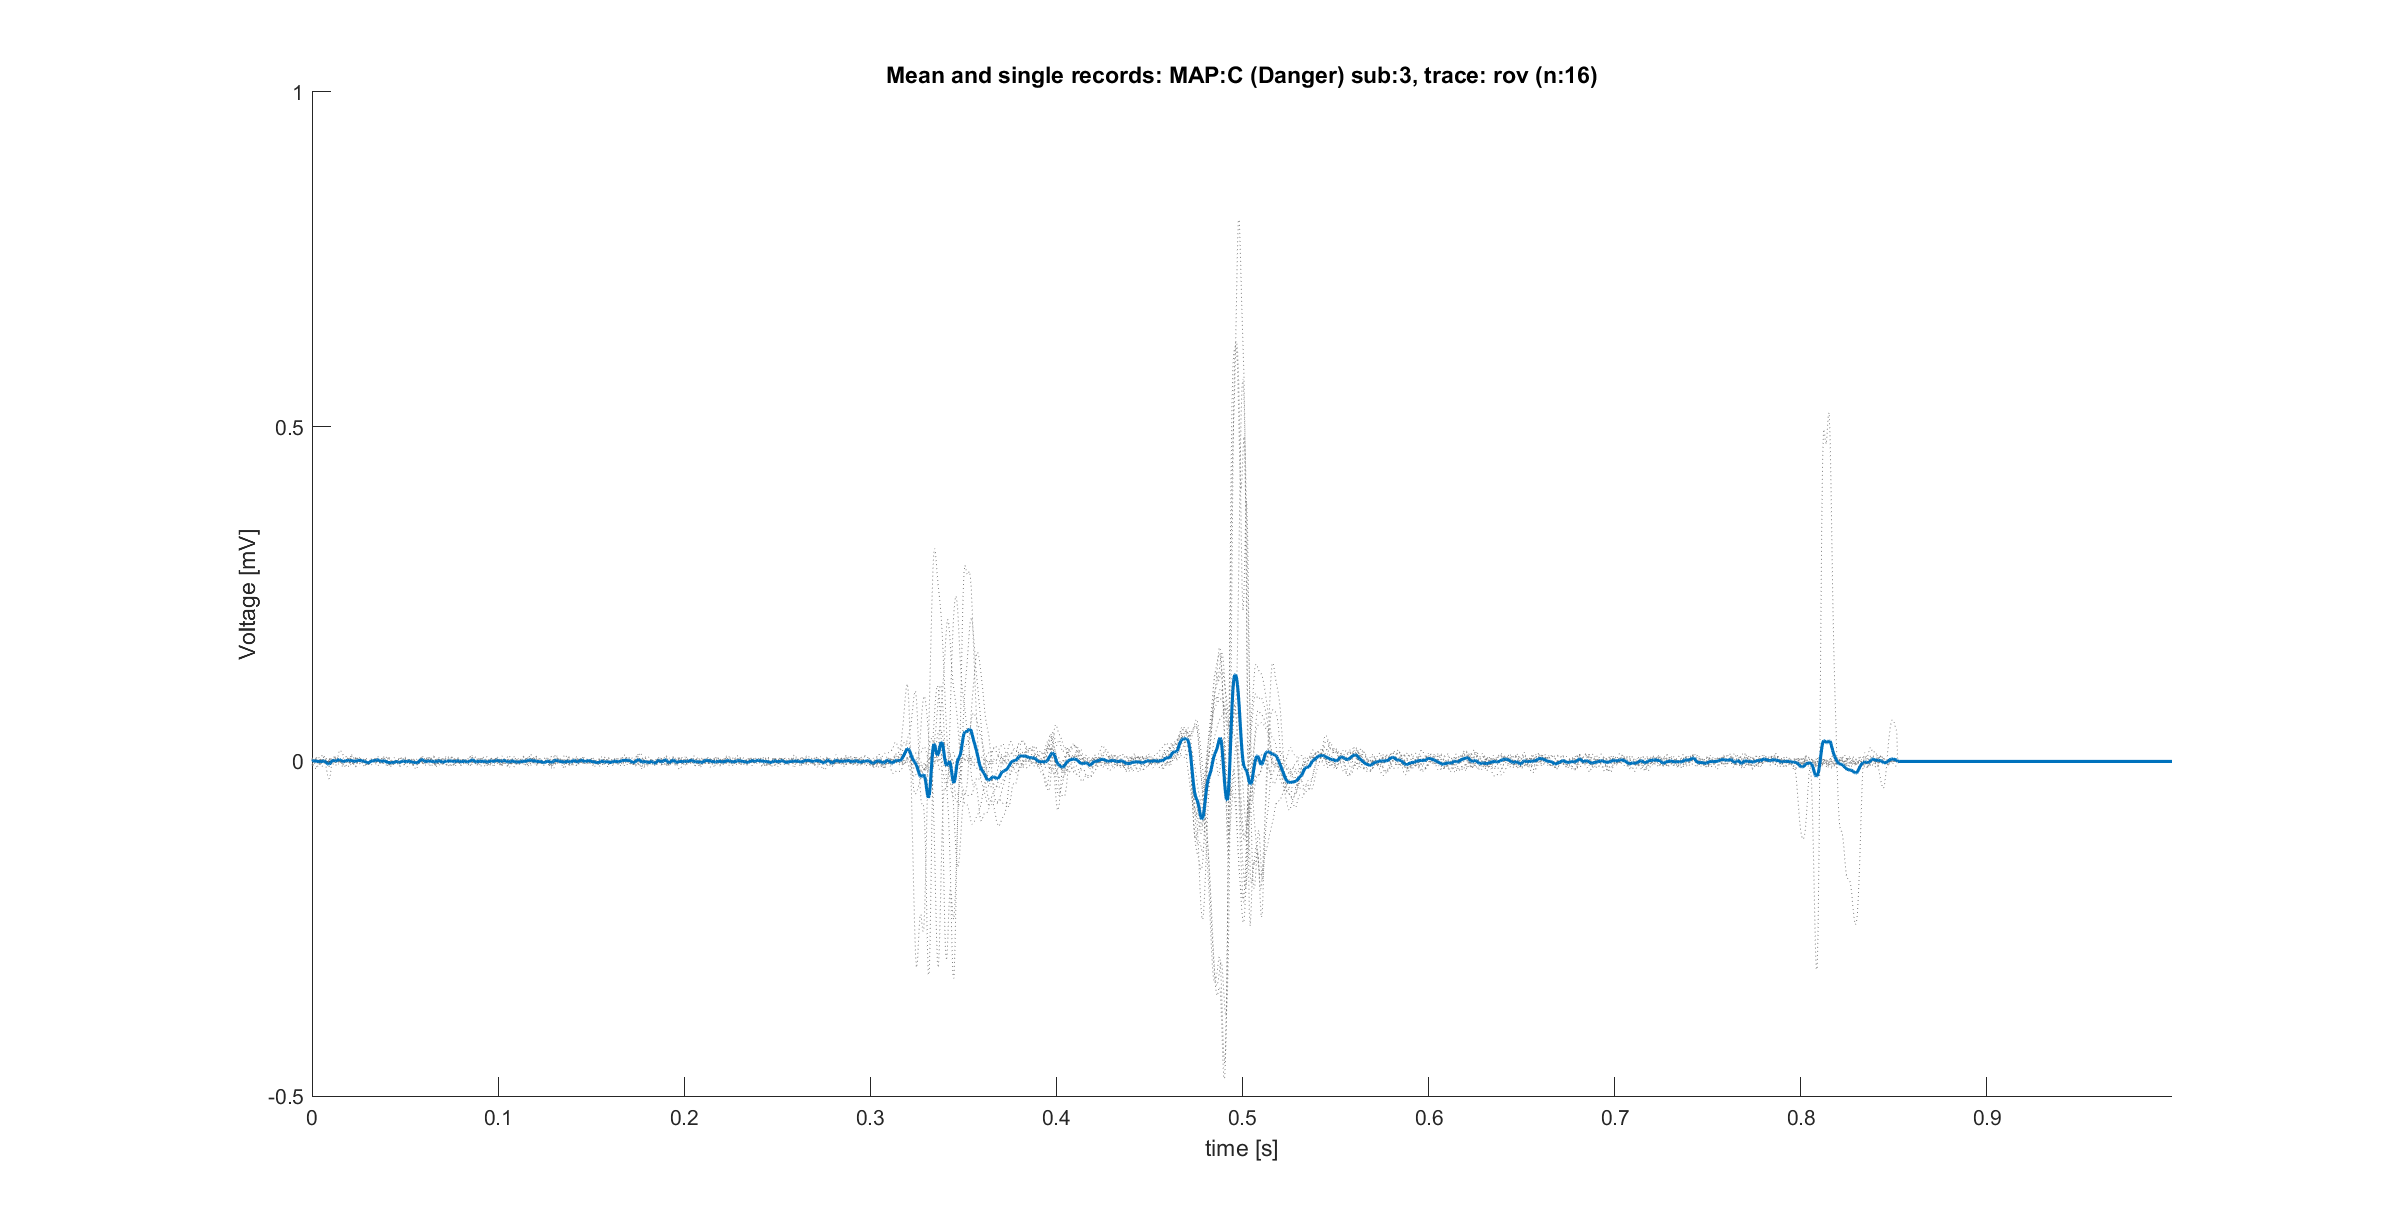 Mean and single records: MAP:C (Danger) sub:3, trace: rov (n:16)
1
0.5
0
-0.5
Voltage [mV]
0 0.1 0.2 0.3 0.4 0.5 0.6 0.7 0.8 0.9
time [s]